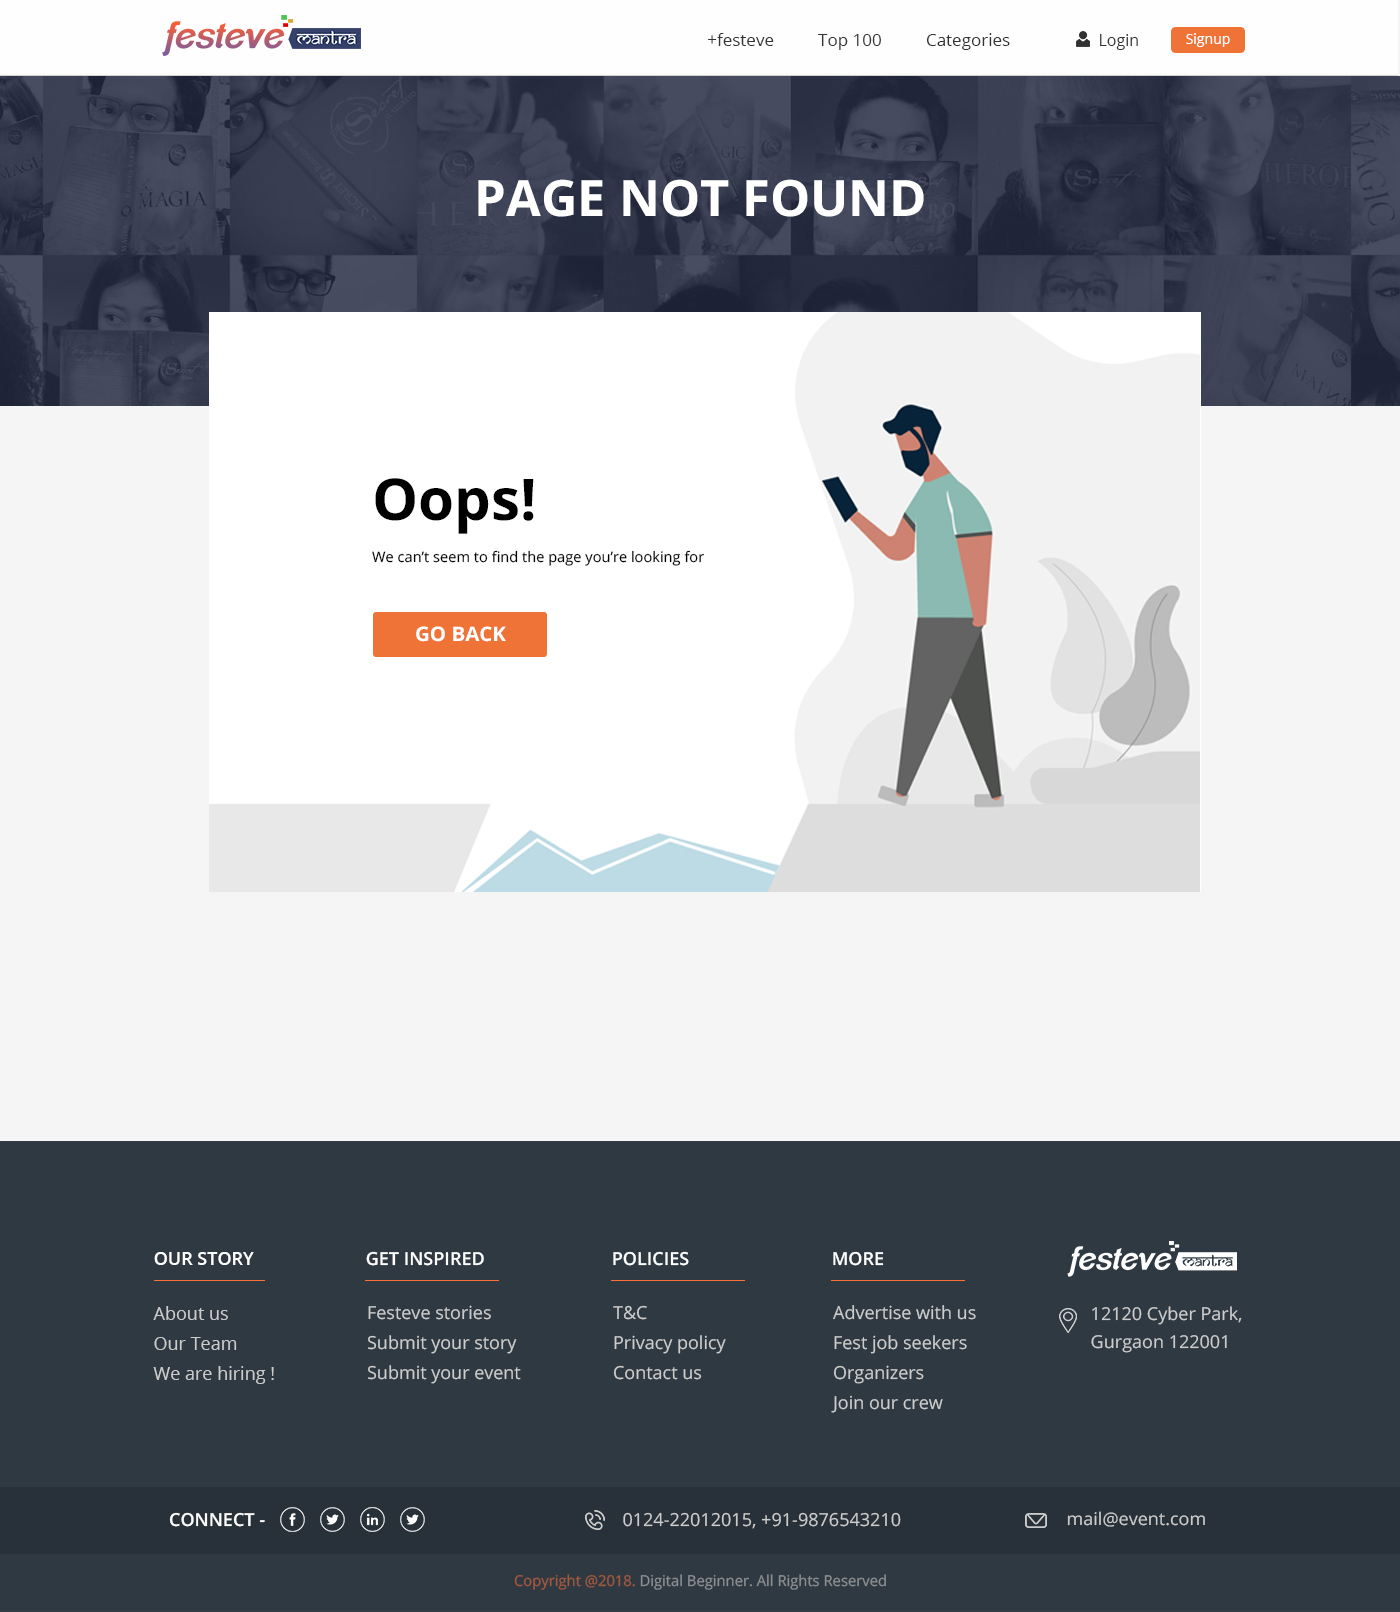 festeve mantra
+festeve
Top 100
Categories
Login
Signup
MAGIA
PAGE NOT FOUND
Oops!
We can't seem to find the page you're looking for
GO BACK
OUR STORY
About us
Our Team
We are hiring !
GET INSPIRED
Festeve stories
Submit your story
Submit your event
POLICIES
T&C
Privacy policy
Contact us
MORE
Advertise with us
Fest job seekers
Organizers
Join our crew
festeve mantra
12120 Cyber Park,
Gurgaon 122001
CONNECT -
0124-22012015, +91-9876543210
mail@event.com
Copyright @2018. Digital Beginner. All Rights Reserved